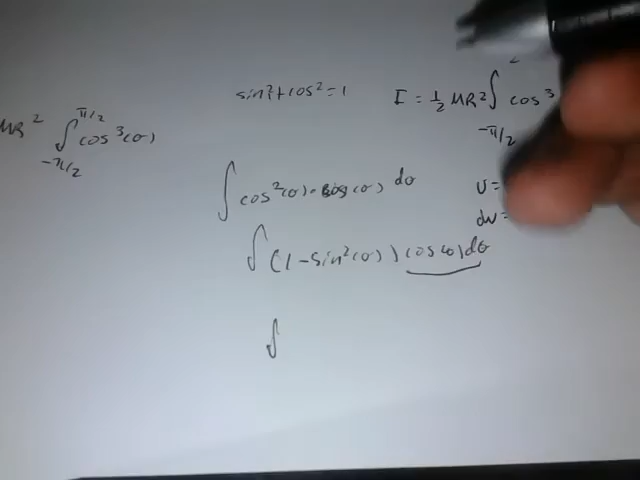 sin²+cos²=1
I = 1/2 MR² ∫ cos³
-π/2
MR² ∫ cos³(θ)
π/2
-π/2
∫ cos²(θ)·cos(θ) dθ
U=
du=
∫ (1-sin²(θ)) cos(θ)dθ
∫